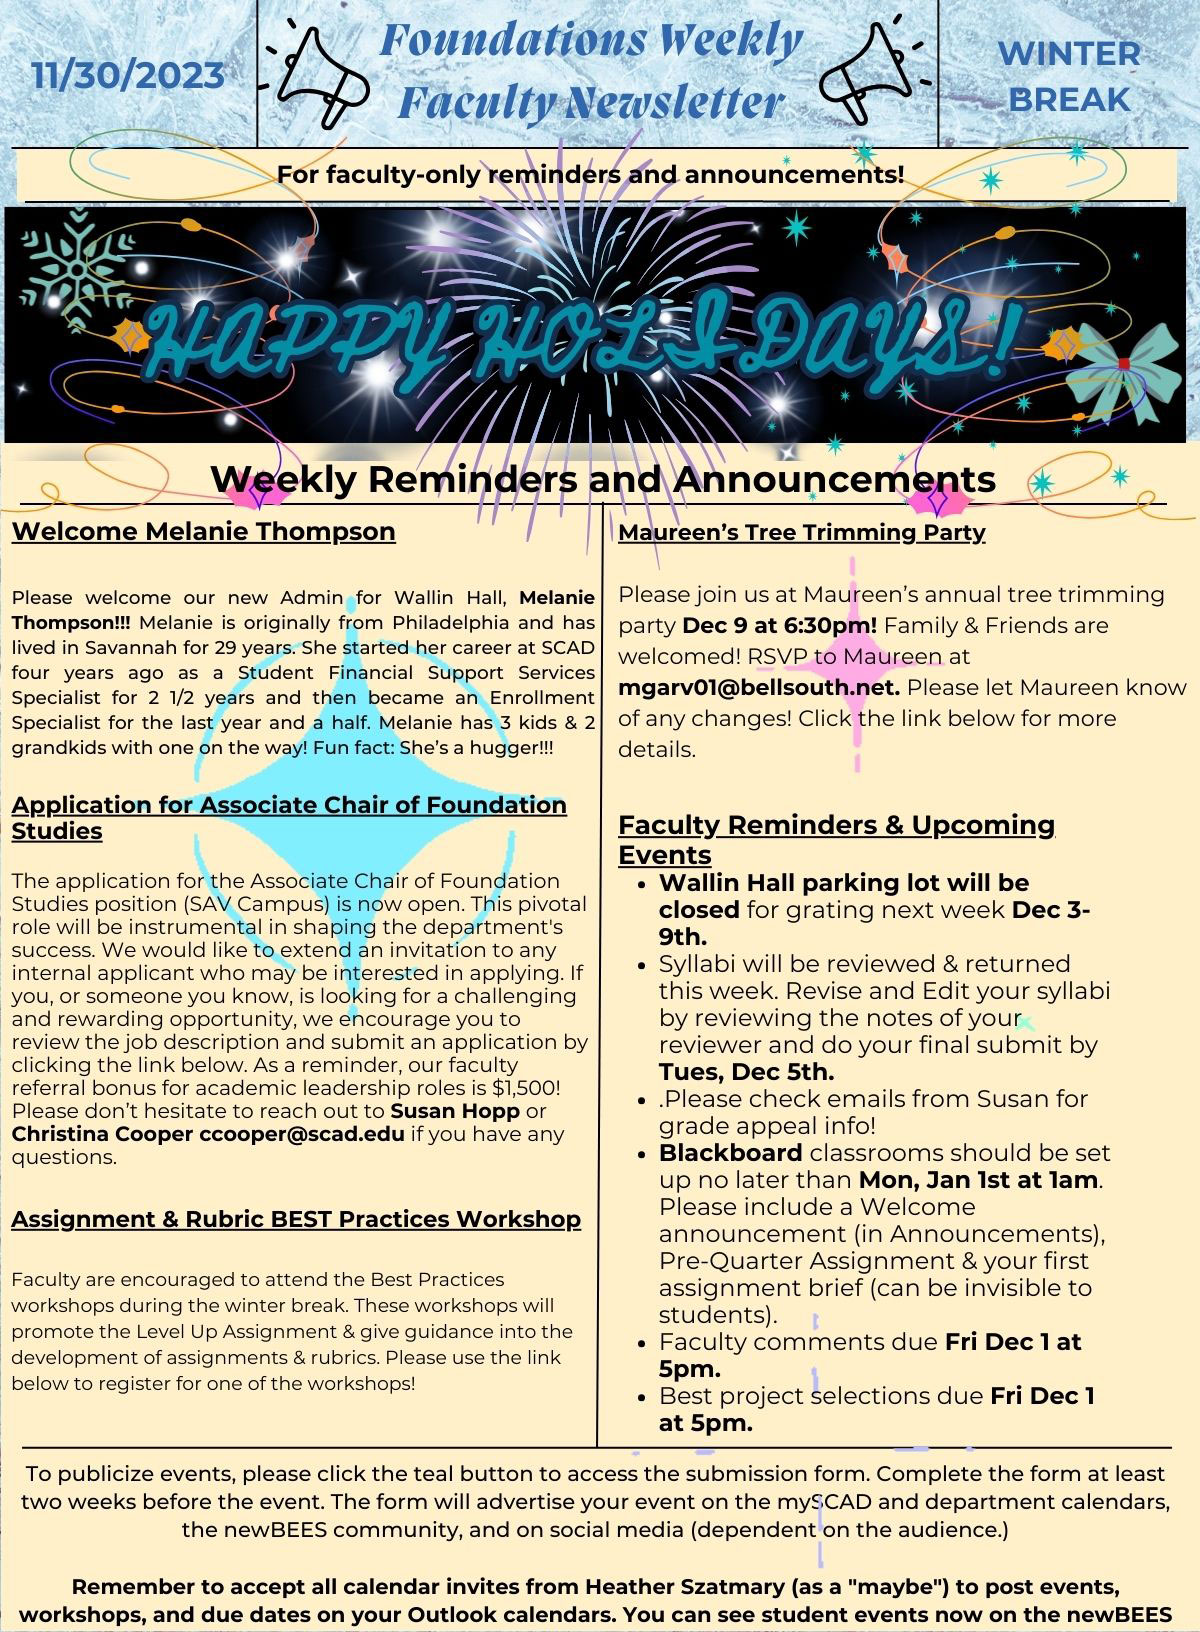 11/30/2023
Foundations Weekly
Faculty Newsletter
WINTER
BREAK
For faculty-only reminders and announcements!
HAPPY HOLIDAYS!
Weekly Reminders and Announcements
Welcome Melanie Thompson
Please welcome our new Admin for Wallin Hall, Melanie
Thompson!!! Melanie is originally from Philadelphia and has
lived in Savannah for 29 years. She started her career at SCAD
four years ago as a Student Financial Support Services
Specialist for 2 1/2 years and then became an Enrollment
Specialist for the last year and a half. Melanie has 3 kids & 2
grandkids with one on the way! Fun fact: She's a hugger!!!
Application for Associate Chair of Foundation
Studies
The application for the Associate Chair of Foundation
Studies position (SAV Campus) is now open. This pivotal
role will be instrumental in shaping the department's
success. We would like to extend an invitation to any
internal applicant who may be interested in applying. If
you, or someone you know, is looking for a challenging
and rewarding opportunity, we encourage you to
review the job description and submit an application by
clicking the link below. As a reminder, our faculty
referral bonus for academic leadership roles is $1,500!
Please don't hesitate to reach out to Susan Hopp or
Christina Cooper ccooper@scad.edu if you have any
questions.
Assignment & Rubric BEST Practices Workshop
Faculty are encouraged to attend the Best Practices
workshops during the winter break. These workshops will
promote the Level Up Assignment & give guidance into the
development of assignments & rubrics. Please use the link
below to register for one of the workshops!
Maureen's Tree Trimming Party
Please join us at Maureen's annual tree trimming
party Dec 9 at 6:30pm! Family & Friends are
welcomed! RSVP to Maureen at
mgarv01@bellsouth.net. Please let Maureen know
of any changes! Click the link below for more
details.
Faculty Reminders & Upcoming
Events
• Wallin Hall parking lot will be
closed for grating next week Dec 3-
9th.
• Syllabi will be reviewed & returned
this week. Revise and Edit your syllabi
by reviewing the notes of your
reviewer and do your final submit by
Tues, Dec 5th.
• .Please check emails from Susan for
grade appeal info!
• Blackboard classrooms should be set
up no later than Mon, Jan 1st at 1am.
Please include a Welcome
announcement (in Announcements),
Pre-Quarter Assignment & your first
assignment brief (can be invisible to
students).
• Faculty comments due Fri Dec 1 at
5pm.
• Best project selections due Fri Dec 1
at 5pm.
To publicize events, please click the teal button to access the submission form. Complete the form at least
two weeks before the event. The form will advertise your event on the mySCAD and department calendars,
the newBEES community, and on social media (dependent on the audience.)
Remember to accept all calendar invites from Heather Szatmary (as a "maybe") to post events,
workshops, and due dates on your Outlook calendars. You can see student events now on the newBEES